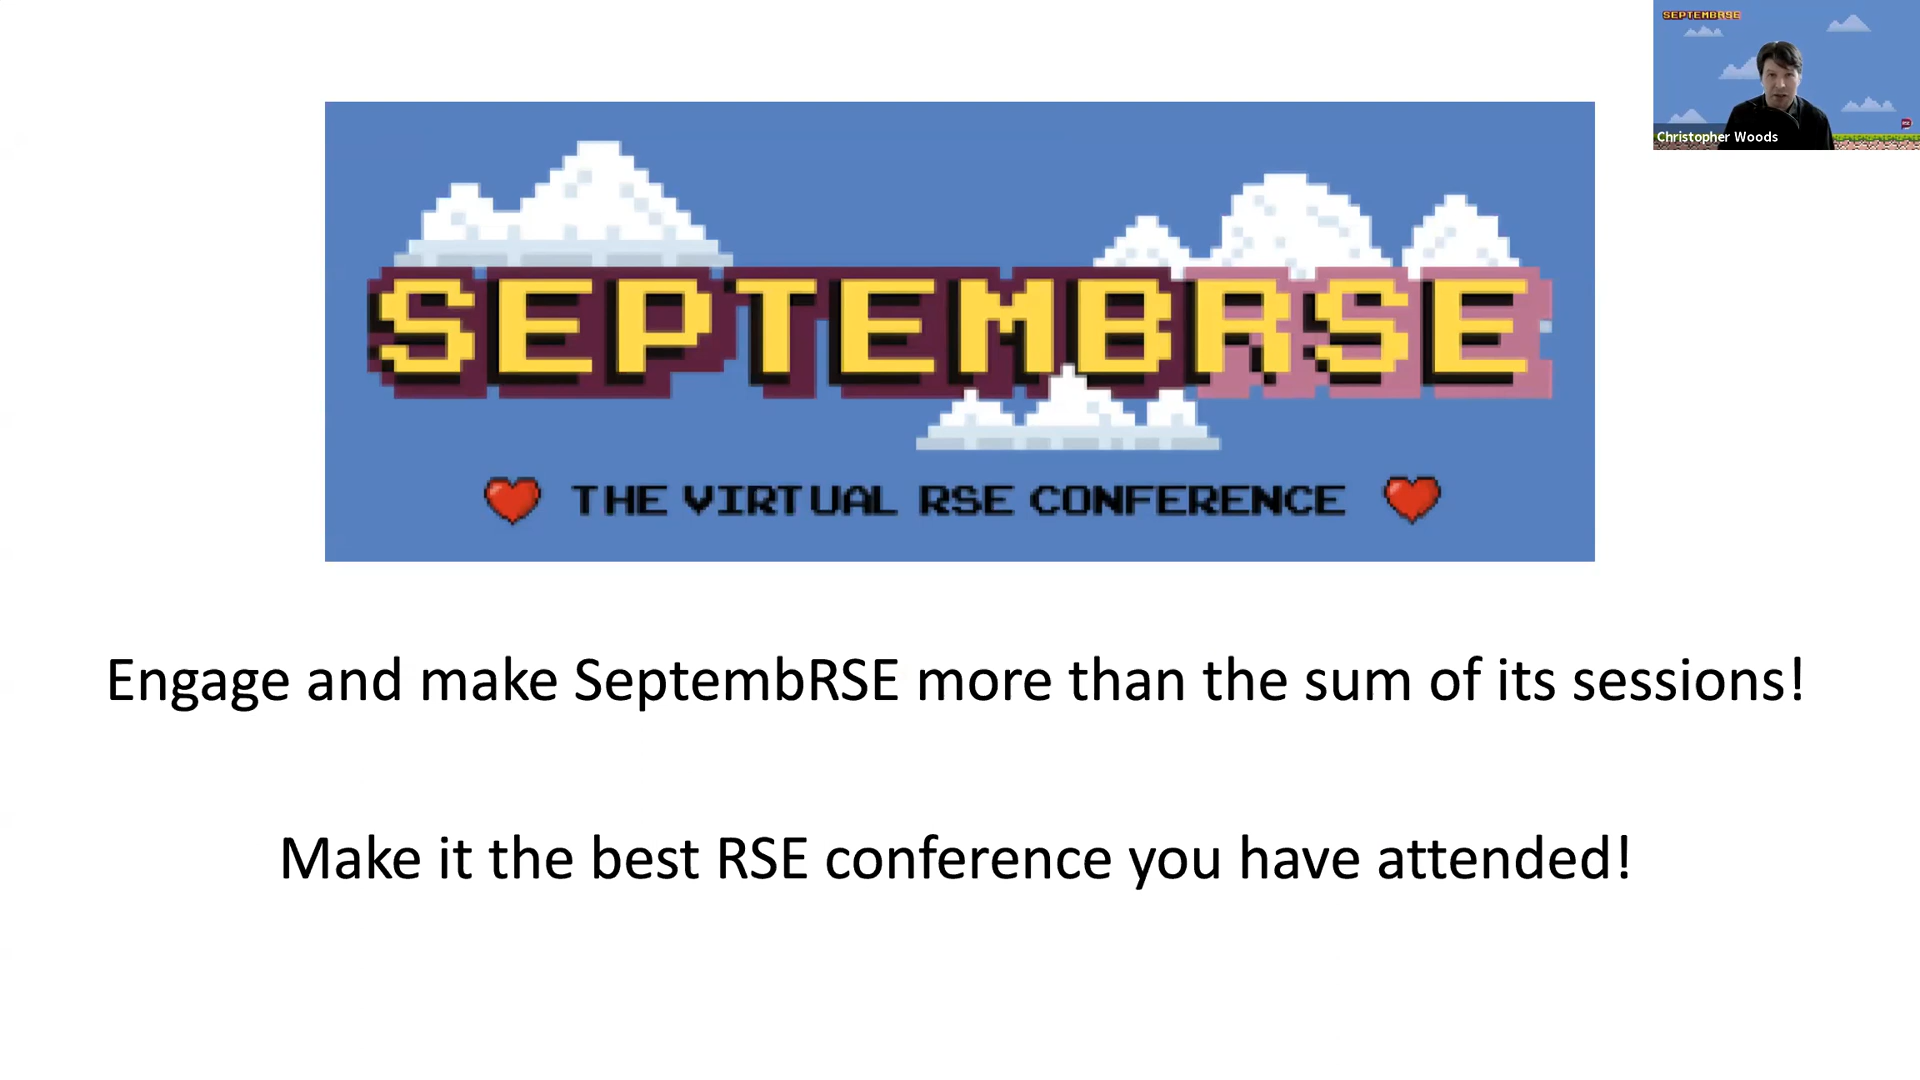 SEPTEMBRSE
Christopher Woods
SEPTEMBRSE
THE VIRTUAL RSE CONFERENCE
Engage and make SeptembRSE more than the sum of its sessions!
Make it the best RSE conference you have attended!